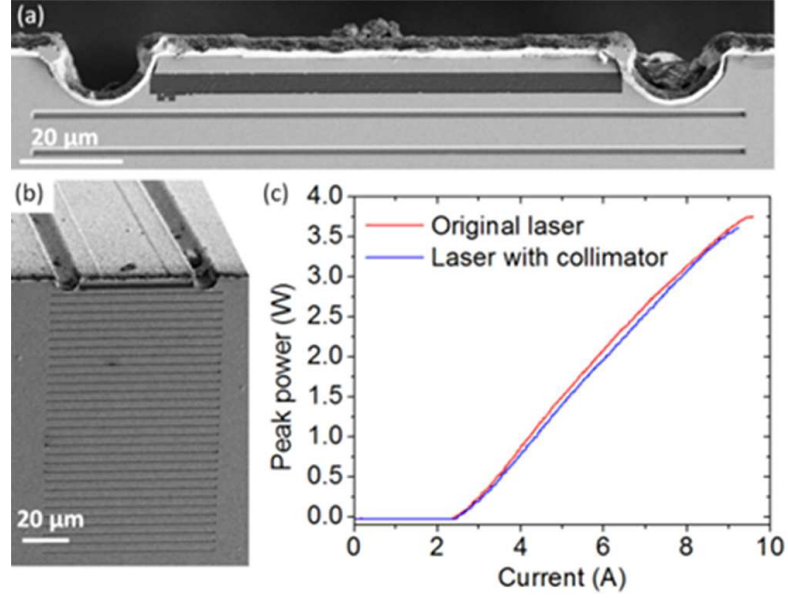 (a)
20 µm
(b)
20 µm
(c)
4.0
3.5
3.0
2.5
2.0
1.5
1.0
0.5
0.0
Peak power (W)
Original laser
Laser with collimator
0 2 4 6 8 10
Current (A)